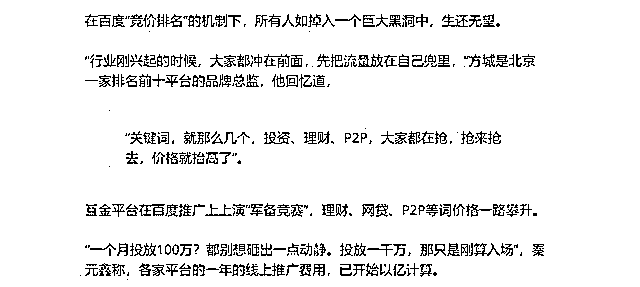 在百度“竞价排名”的机制下，所有人如掉入一个巨大黑洞中，生还无望。
“行业刚兴起的时候，大家都冲在前面，先把流量放在自己兜里，”方城是北京
一家排名前十平台的品牌总监，他回忆道，
“关键词，就那么几个，投资、理财、P2P，大家都在抢，抢来抢
去，价格就抬高了”。
互金平台在百度推广上上演“军备竞赛”，理财、网贷、P2P等词价格一路攀升。
“一个月投放100万？都别想砸出一点动静。投放一千万，那只是刚算入场”，秦
元鑫称，各家平台的一年的线上推广费用，已开始以亿计算。